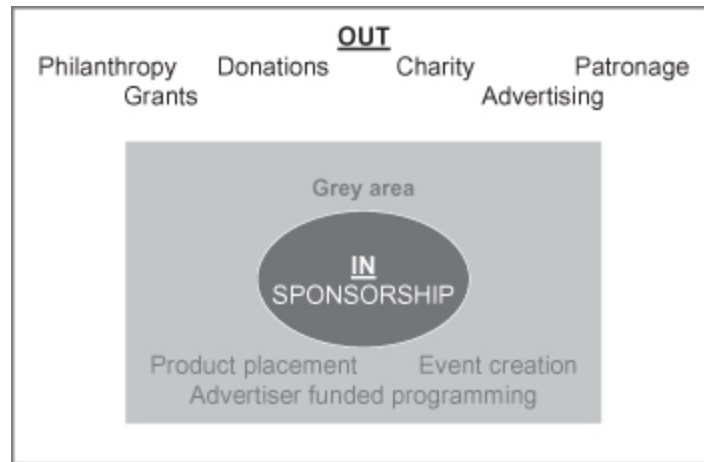 OUT
Philanthropy Donations Charity Patronage
Grants Advertising
Grey area
IN
SPONSORSHIP
Product placement Event creation
Advertiser funded programming